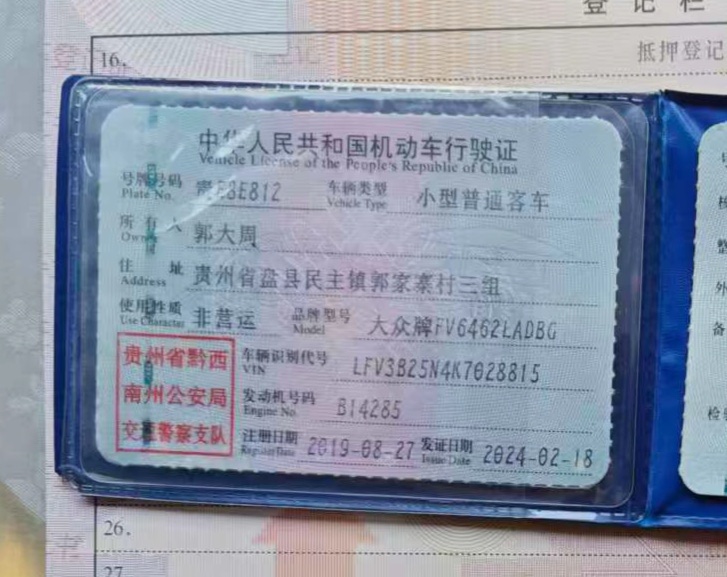 登记栏
16.
抵押登记
中华人民共和国机动车行驶证
Vehicle License of the People's Republic of China
号牌号码 E8E812 车辆类型 小型普通客车
Plate No. Vehicle Type
所有人 郭大周
Owner
住 址 贵州省盘县民主镇郭家寨村三组
Address
使用性质 非营运 品牌型号 大众牌FV6462LADBG
Use Character Model
贵州省黔西
南州公安局
交通警察支队
车辆识别代号 LFV3B25N4K7028815
VIN
发动机号码 B14285
Engine No.
注册日期 2019-08-27 发证日期 2024-02-18
Register Date Issue Date
26.
27